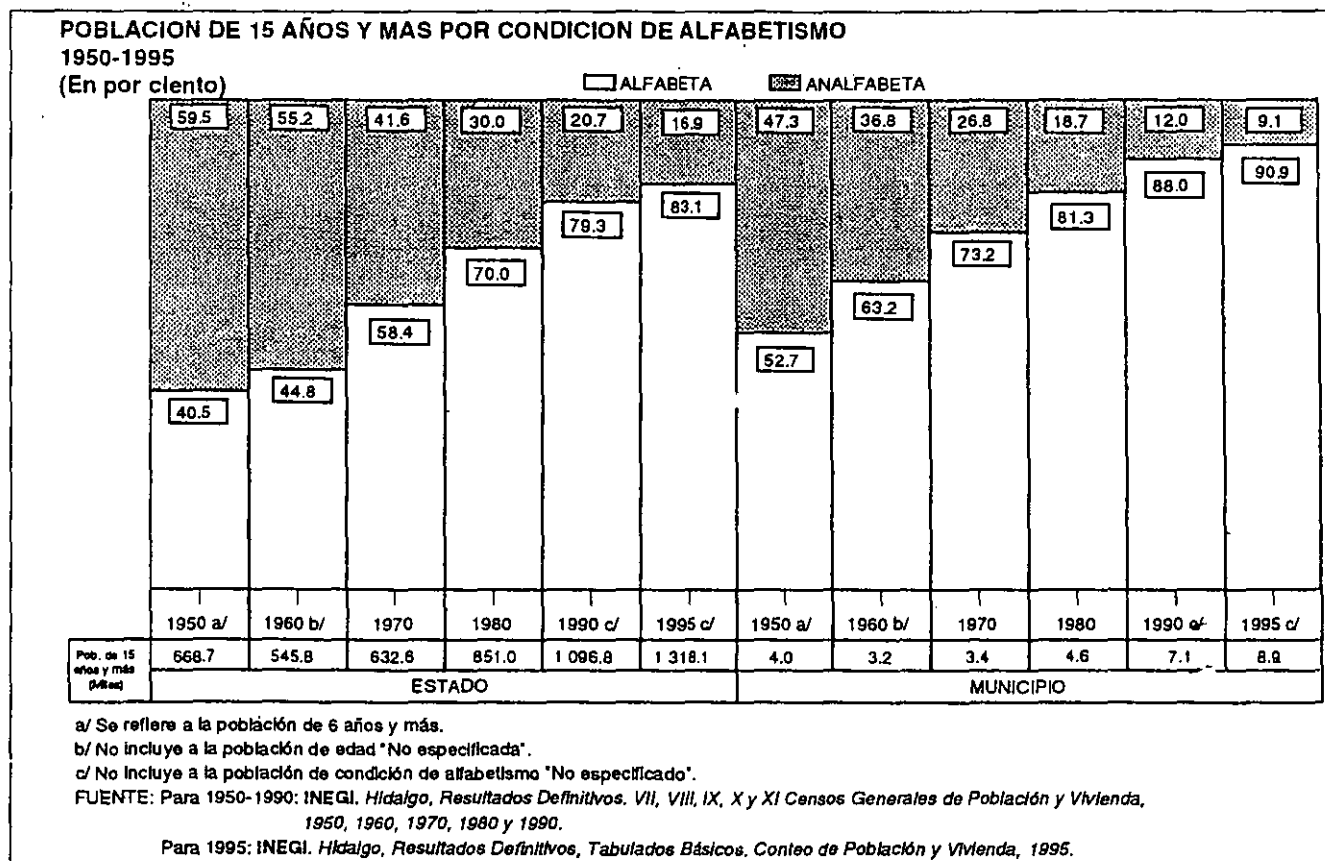 POBLACION DE 15 AÑOS Y MAS POR CONDICION DE ALFABETISMO
1950-1995
(En por ciento)
ALFABETA ANALFABETA
59.5 55.2 41.6 30.0 20.7 16.9 47.3 36.8 26.8 18.7 12.0 9.1
40.5 44.8 58.4 70.0 79.3 83.1 52.7 63.2 73.2 81.3 88.0 90.9
1950 a/ 1960 b/ 1970 1980 1990 c/ 1995 c/ 1950 a/ 1960 b/ 1970 1980 1990 c/ 1995 c/
Pob. de 15
años y más
(Miles)
668.7 545.8 632.6 851.0 1 096.8 1 318.1 4.0 3.2 3.4 4.6 7.1 8.9
ESTADO MUNICIPIO
a/ Se refiere a la población de 6 años y más.
b/ No incluye a la población de edad "No especificada".
c/ No incluye a la población de condición de alfabetismo "No especificado".
FUENTE: Para 1950-1990: INEGI. Hidalgo, Resultados Definitivos. VII, VIII, IX, X y XI Censos Generales de Población y Vivienda,
1950, 1960, 1970, 1980 y 1990.
Para 1995: INEGI. Hidalgo, Resultados Definitivos, Tabulados Básicos. Conteo de Población y Vivienda, 1995.